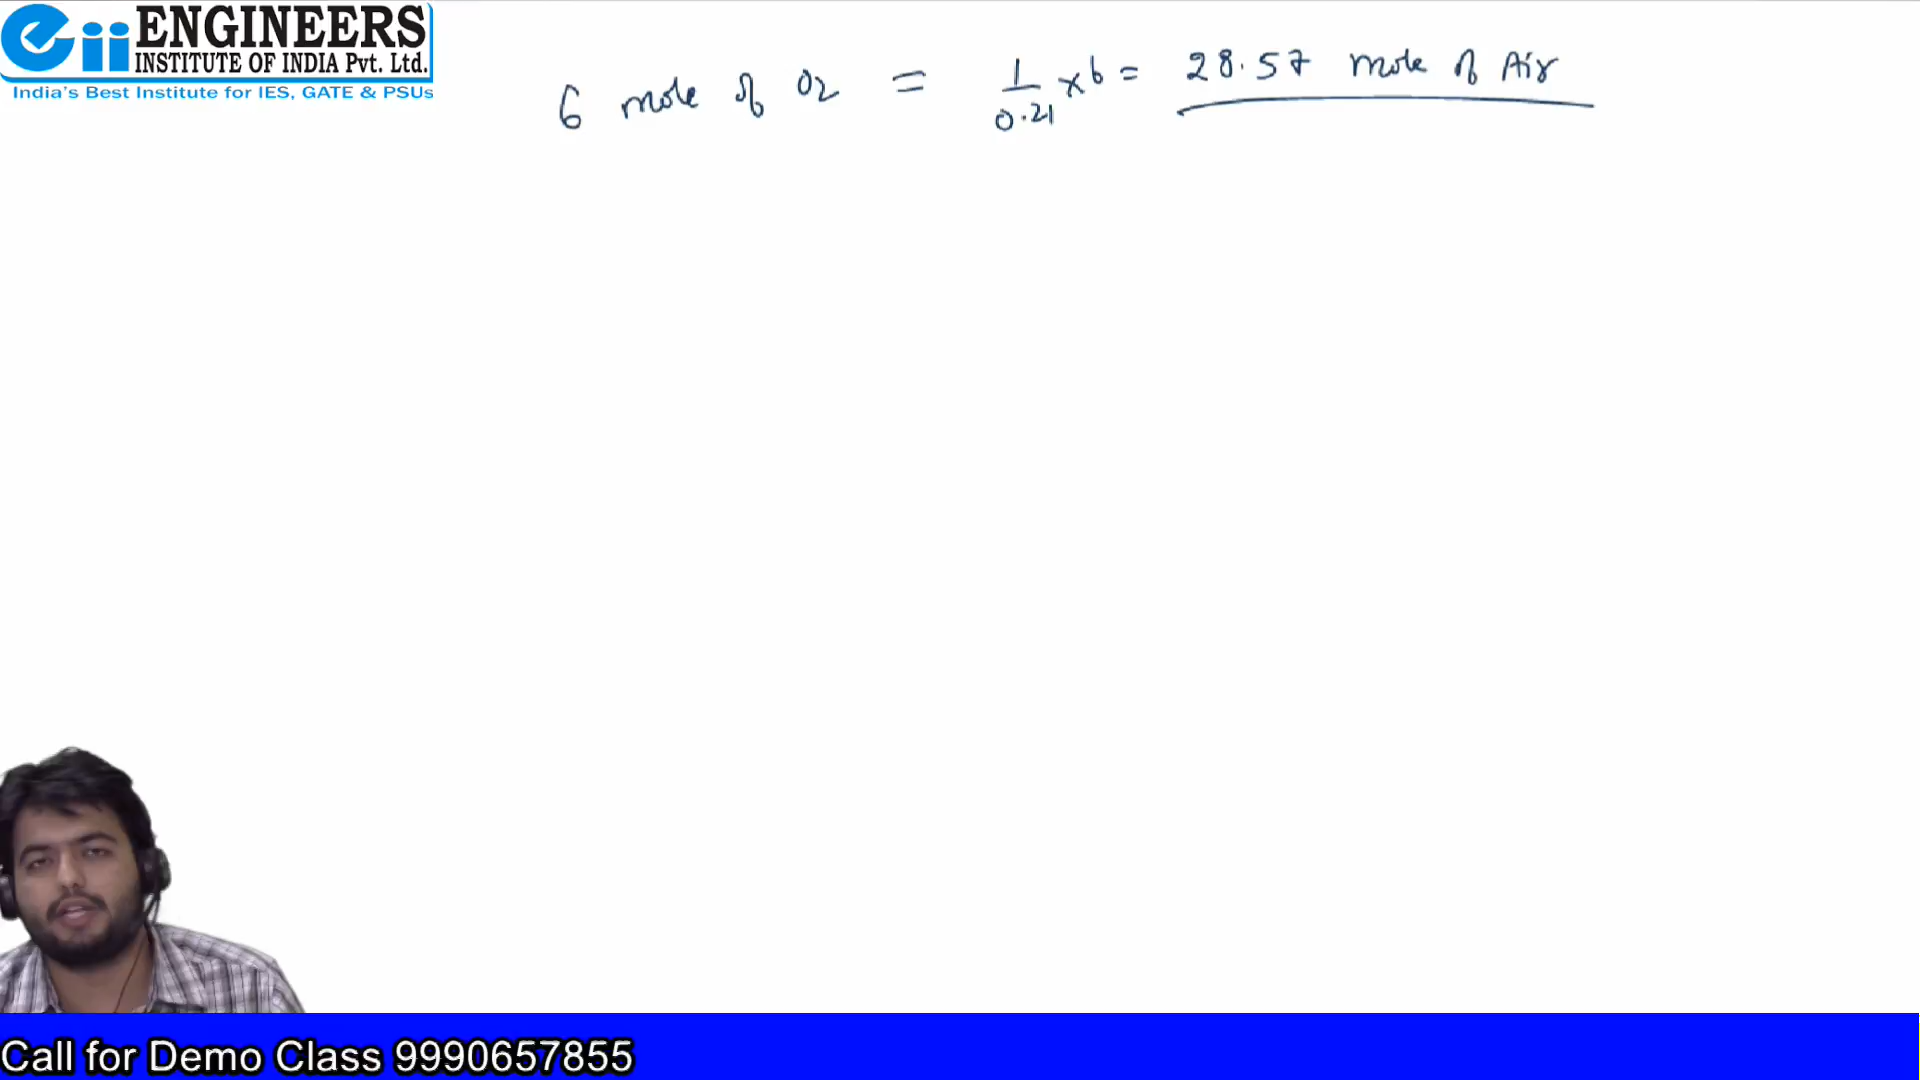 eii ENGINEERS
INSTITUTE OF INDIA Pvt. Ltd.
India's Best Institute for IES, GATE & PSUs
6 mole of O2 = 1/0.21 x 6 = 28.57 mole of Air
Call for Demo Class 9990657855